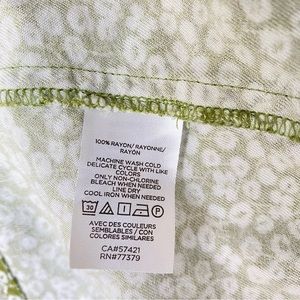 100% RAYON/ RAYONNE/
RAYÓN
MACHINE WASH COLD
DELICATE CYCLE WITH LIKE
COLORS
ONLY NON-CHLORINE
BLEACH WHEN NEEDED
LINE DRY
COOL IRON WHEN NEEDED
30
AVEC DES COULEURS
SEMBLABLES / CON
COLORES SIMILARES
CA#57421
RN#77379